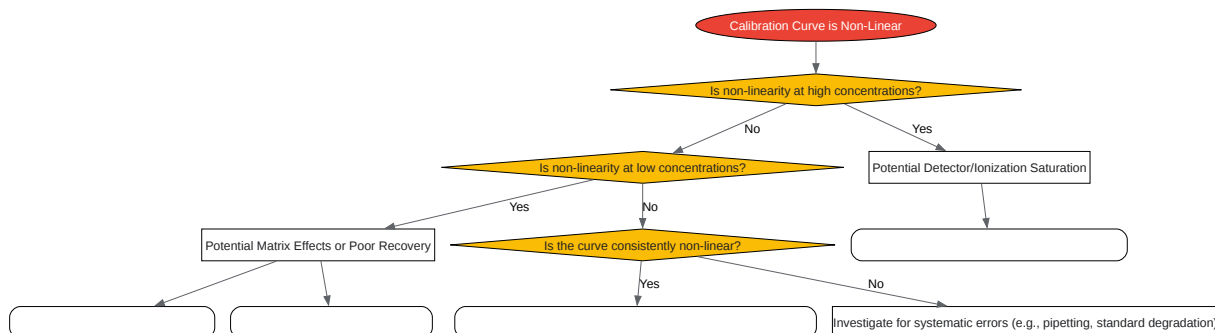 Calibration Curve is Non-Linear
Is non-linearity at high concentrations?
No
Yes
Is non-linearity at low concentrations?
Potential Detector/Ionization Saturation
Yes
No
Potential Matrix Effects or Poor Recovery
Is the curve consistently non-linear?
Yes
No
Investigate for systematic errors (e.g., pipetting, standard degradation)